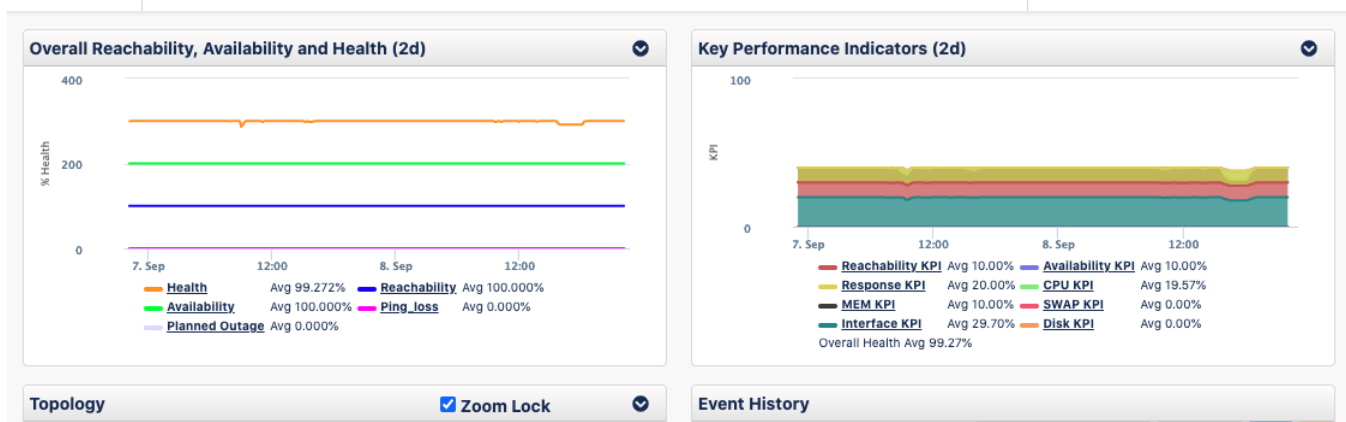 Overall Reachability, Availability and Health (2d)
400
200
0
% Health
7. Sep 12:00 8. Sep 12:00
Health Avg 99.272% Reachability Avg 100.000%
Availability Avg 100.000% Ping_loss Avg 0.000%
Planned Outage Avg 0.000%
Key Performance Indicators (2d)
100
0
KPI
7. Sep 12:00 8. Sep 12:00
Reachability KPI Avg 10.00% Availability KPI Avg 10.00%
Response KPI Avg 20.00% CPU KPI Avg 19.57%
MEM KPI Avg 10.00% SWAP KPI Avg 0.00%
Interface KPI Avg 29.70% Disk KPI Avg 0.00%
Overall Health Avg 99.27%
Topology Zoom Lock
Event History